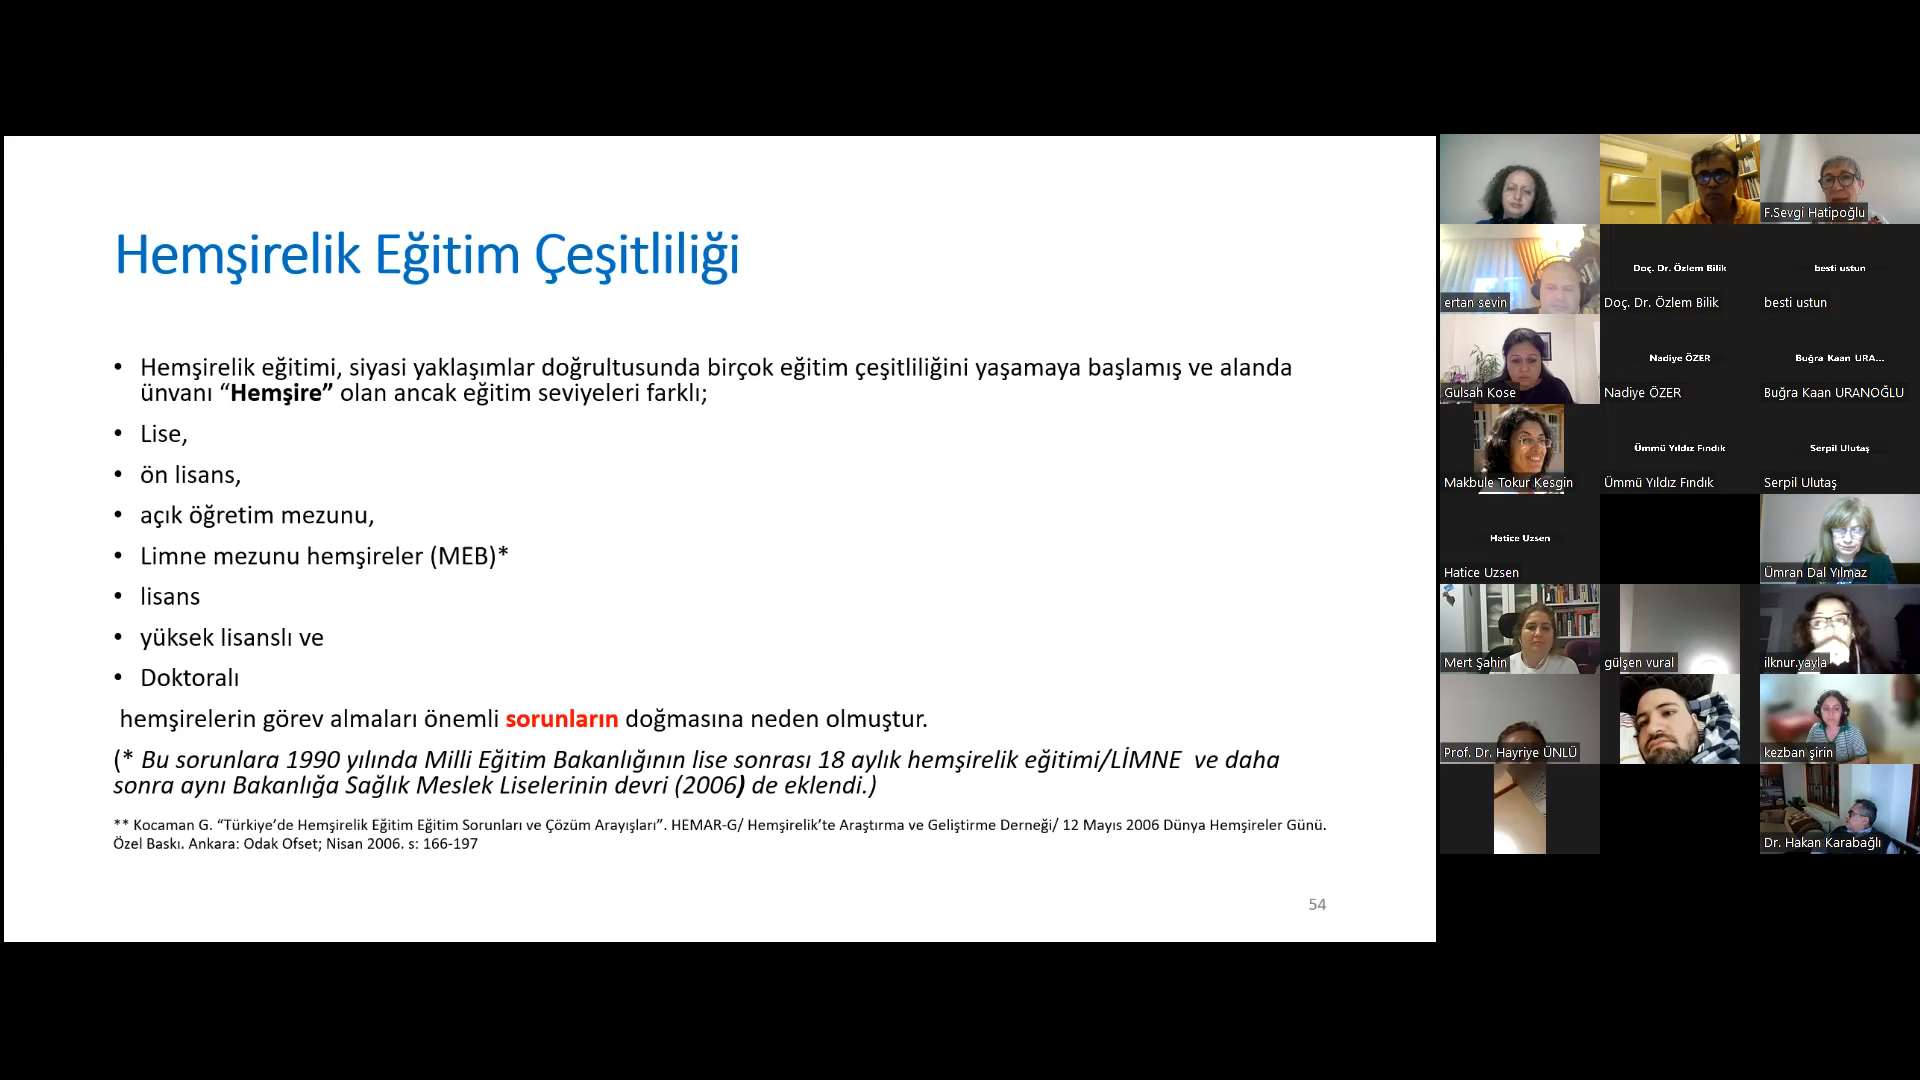 Hemşirelik Eğitim Çeşitliliği
• Hemşirelik eğitimi, siyasi yaklaşımlar doğrultusunda birçok eğitim çeşitliliğini yaşamaya başlamış ve alanda
ünvanı “Hemşire” olan ancak eğitim seviyeleri farklı;
• Lise,
• ön lisans,
• açık öğretim mezunu,
• Limne mezunu hemşireler (MEB)*
• lisans
• yüksek lisanslı ve
• Doktoralı
hemşirelerin görev almaları önemli sorunların doğmasına neden olmuştur.
(* Bu sorunlara 1990 yılında Milli Eğitim Bakanlığının lise sonrası 18 aylık hemşirelik eğitimi/LİMNE ve daha
sonra aynı Bakanlığa Sağlık Meslek Liselerinin devri (2006) de eklendi.)
** Kocaman G. “Türkiye’de Hemşirelik Eğitim Eğitim Sorunları ve Çözüm Arayışları”. HEMAR-G/ Hemşirelik’te Araştırma ve Geliştirme Derneği/ 12 Mayıs 2006 Dünya Hemşireler Günü.
Özel Baskı. Ankara: Odak Ofset; Nisan 2006. s: 166-197
54
F.Sevgi Hatipoğlu
ertan sevin
Doç. Dr. Özlem Bilik
Doç. Dr. Özlem Bilik
besti ustun
besti ustun
Gulsah Kose
Nadiye ÖZER
Nadiye ÖZER
Buğra Kaan URA...
Buğra Kaan URANOĞLU
Makbule Tokur Kesgin
Ümmü Yıldız Fındık
Ümmü Yıldız Fındık
Serpil Ulutaş
Serpil Ulutaş
Hatice Uzsen
Hatice Uzsen
Ümran Dal Yılmaz
Mert Şahin
gülşen vural
ilknur.yayla
Prof. Dr. Hayriye ÜNLÜ
kezban şirin
Dr. Hakan Karabağlı